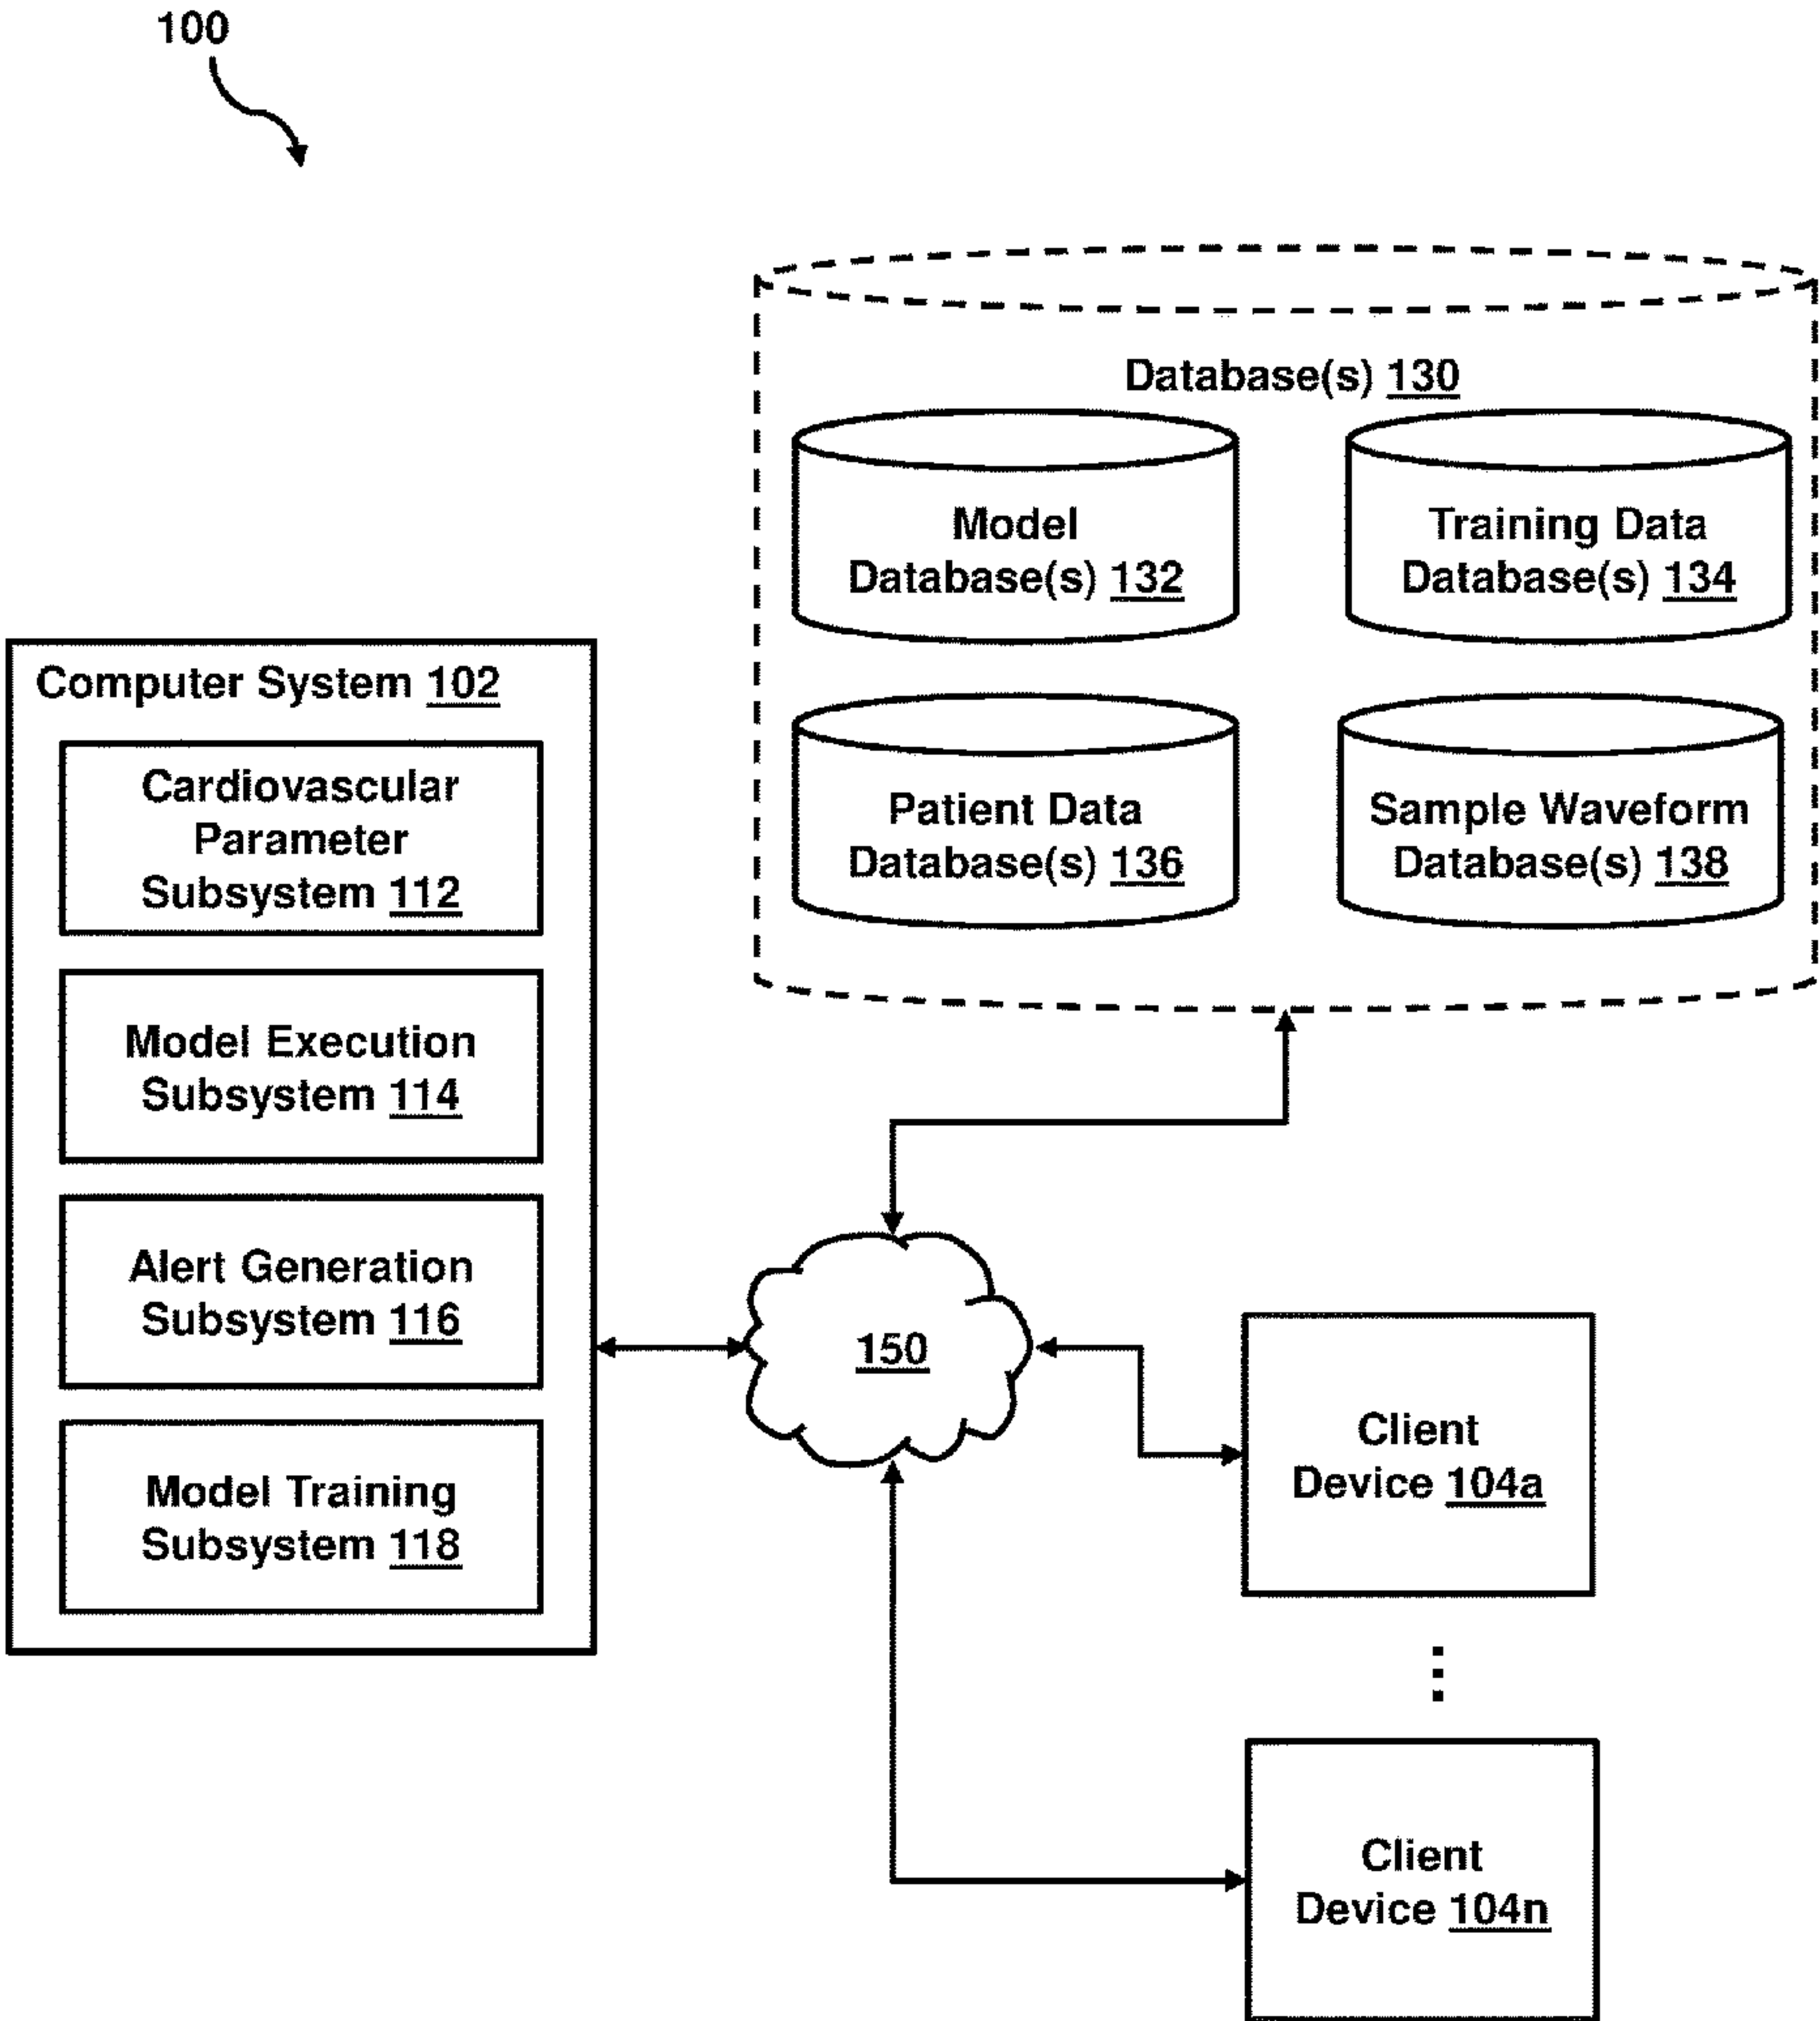 100
Database(s) 130
Model
Database(s) 132
Training Data
Database(s) 134
Patient Data
Database(s) 136
Sample Waveform
Database(s) 138
Computer System 102
Cardiovascular
Parameter
Subsystem 112
Model Execution
Subsystem 114
Alert Generation
Subsystem 116
Model Training
Subsystem 118
150
Client
Device 104a
Client
Device 104n